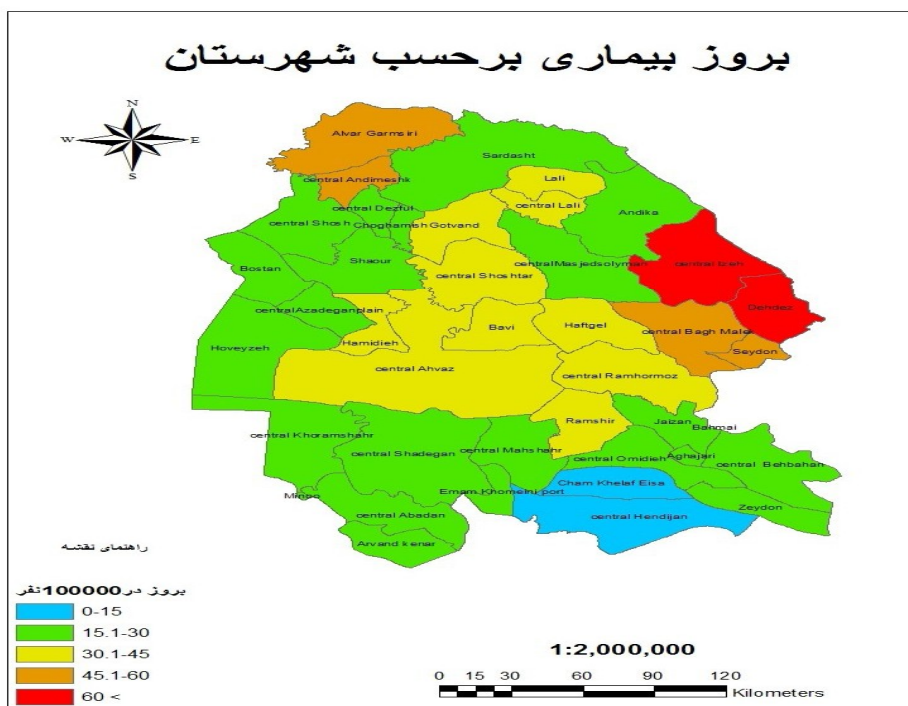 بروز بیماری برحسب شهرستان
N
W E
S
Alvar Garmsiri
Sardasht
central Andimeshk
Lali
central Dezful
central Lali
central Shosh
Choghamish
Gotvand
Andika
Shaour
central Masjedsolyman
central Izeh
Bostan
central Shoshtar
Dehdez
central Azadeganplain
Bavi
Haftgel
central Bagh Malek
Hoveyzeh
Hamidieh
Seydon
central Ahvaz
central Ramhormoz
Ramshir
Jaizan
Bahmai
central Khoramshahr
central Shadegan
central Mahshahr
central Omidieh
Aghajari
central Behbahan
Cham Khelaf Eisa
Minoo
Emam Khomeini port
Zeydon
central Abadan
central Hendijan
Arvand kenar
راهنمای نقشه
بروز در100000نفر
0-15
15.1-30
30.1-45
45.1-60
60 <
1:2,000,000
0 15 30 60 90 120
Kilometers